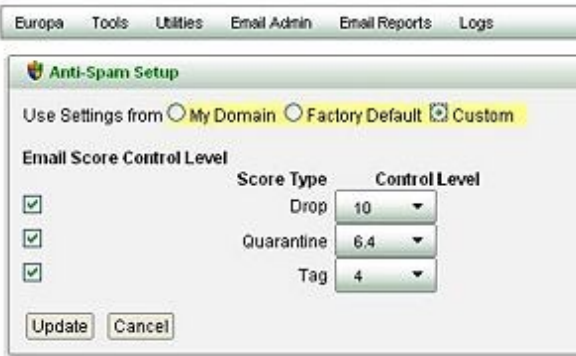 Europa Tools Utilities Email Admin Email Reports Logs
Anti-Spam Setup
Use Settings from My Domain Factory Default Custom
Email Score Control Level
Score Type Control Level
Drop 10
Quarantine 6.4
Tag 4
Update Cancel